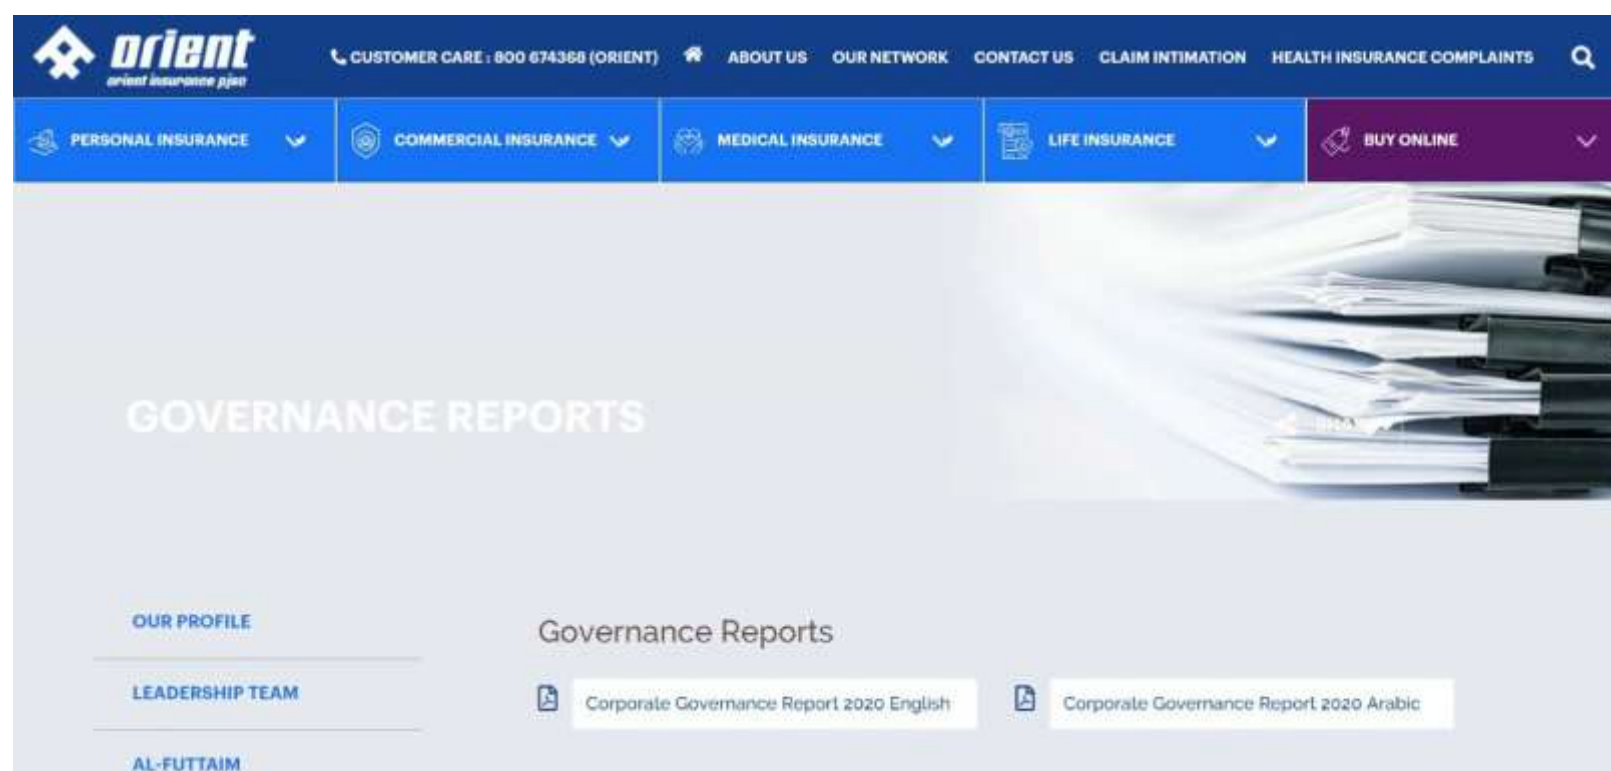 orient
orient insurance pjsc
CUSTOMER CARE : 800 674368 (ORIENT)
ABOUT US
OUR NETWORK
CONTACT US
CLAIM INTIMATION
HEALTH INSURANCE COMPLAINTS
PERSONAL INSURANCE
COMMERCIAL INSURANCE
MEDICAL INSURANCE
LIFE INSURANCE
BUY ONLINE
GOVERNANCE REPORTS
OUR PROFILE
LEADERSHIP TEAM
AL-FUTTAIM
Governance Reports
Corporate Governance Report 2020 English
Corporate Governance Report 2020 Arabic